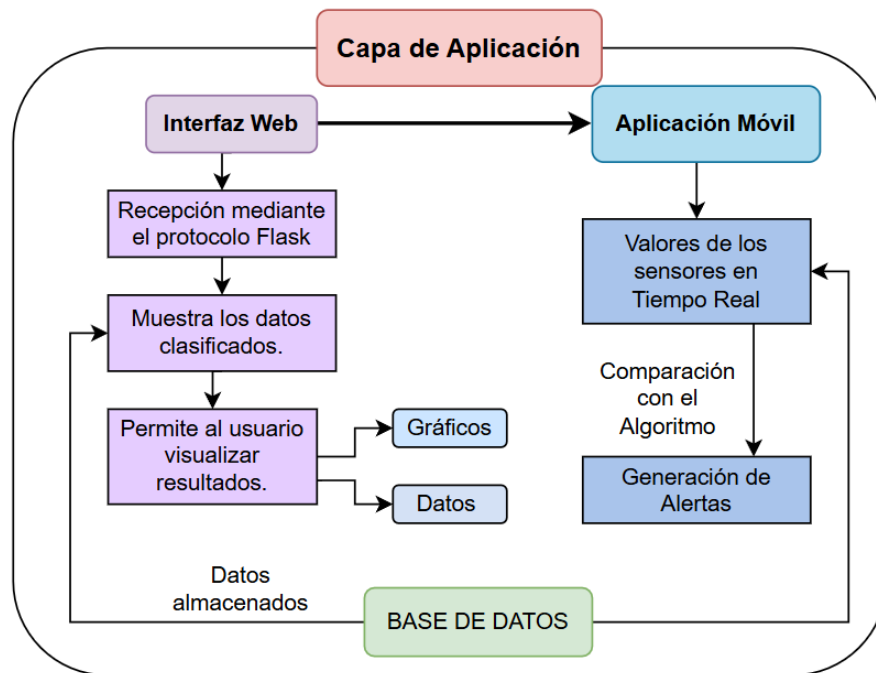 Capa de Aplicación
Interfaz Web
Aplicación Móvil
Recepción mediante
el protocolo Flask
Muestra los datos
clasificados.
Permite al usuario
visualizar
resultados.
Gráficos
Datos
Valores de los
sensores en
Tiempo Real
Comparación
con el
Algoritmo
Generación de
Alertas
Datos
almacenados
BASE DE DATOS